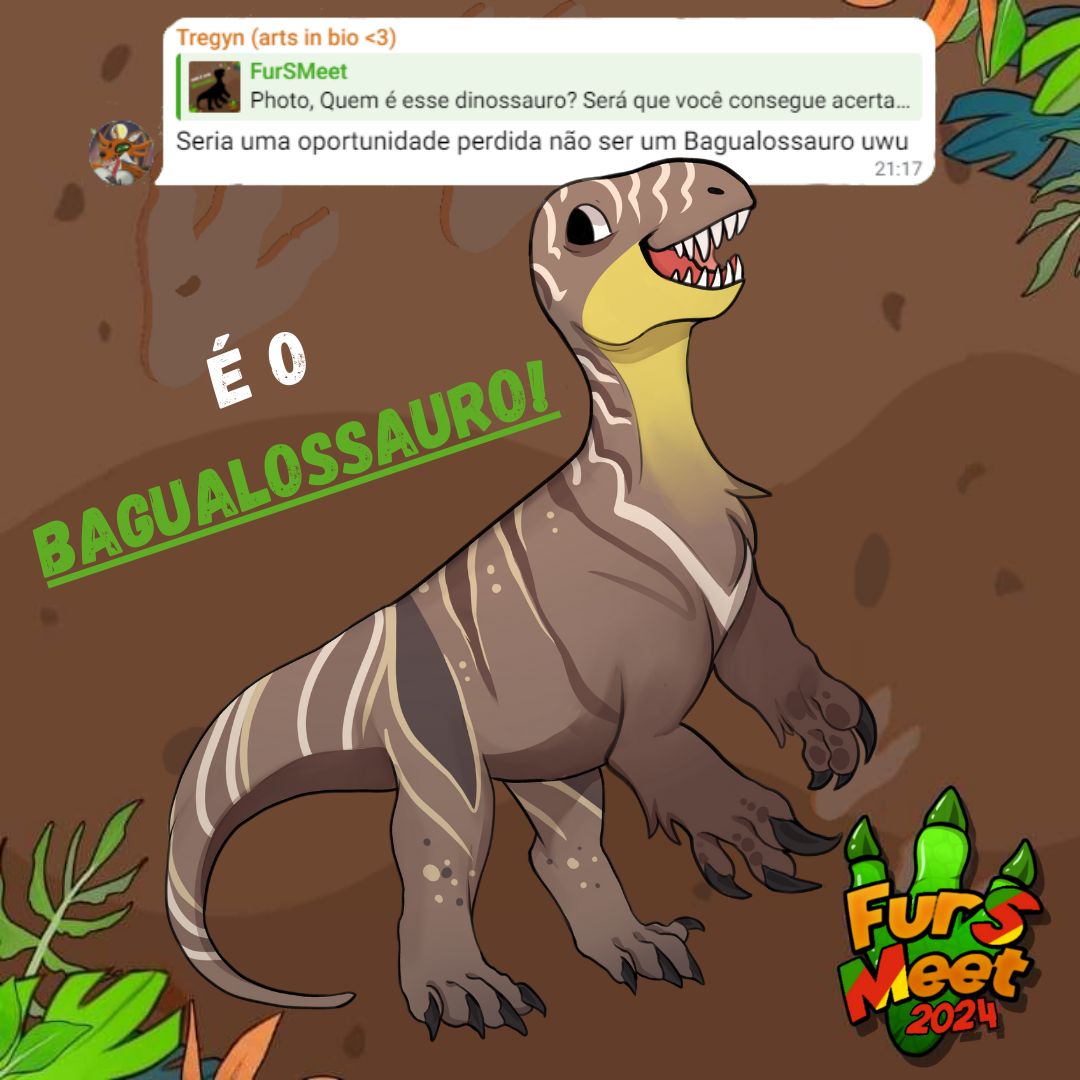 Tregyn (arts in bio <3)
FurSMeet
Photo, Quem é esse dinossauro? Será que você consegue acerta...
Seria uma oportunidade perdida não ser um Bagualossauro uwu
21:17
É O
BAGUALOSSAURO!
FurS
Meet
2024